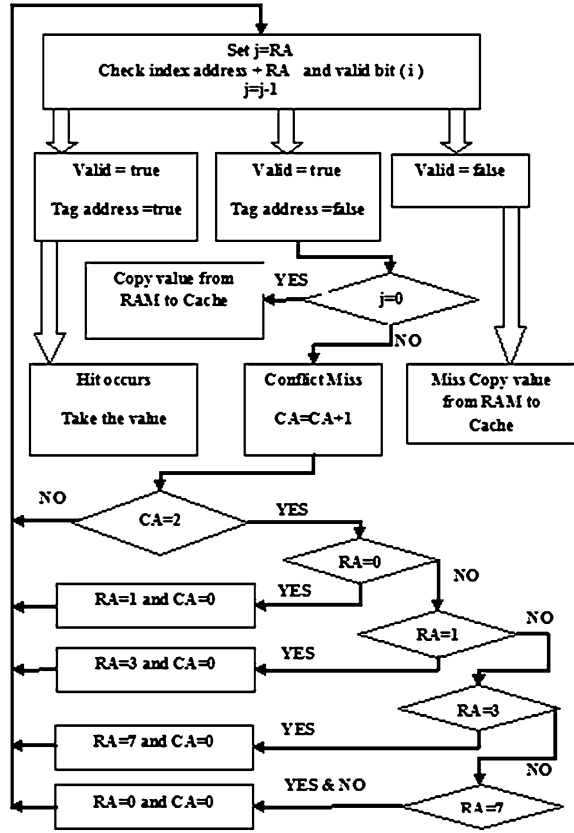 Set j=RA
Check index address + RA and valid bit ( i )
j=j-1
Valid = true
Tag address =true
Valid = true
Tag address =false
Valid = false
Copy value from
RAM to Cache
YES
j=0
NO
Hit occurs
Take the value
Conflict Miss
CA=CA+1
Miss Copy value
from RAM to
Cache
NO
CA=2
YES
RA=0
NO
RA=1 and CA=0
YES
RA=1
NO
RA=3 and CA=0
YES
RA=3
RA=7 and CA=0
YES
NO
RA=0 and CA=0
YES & NO
RA=7